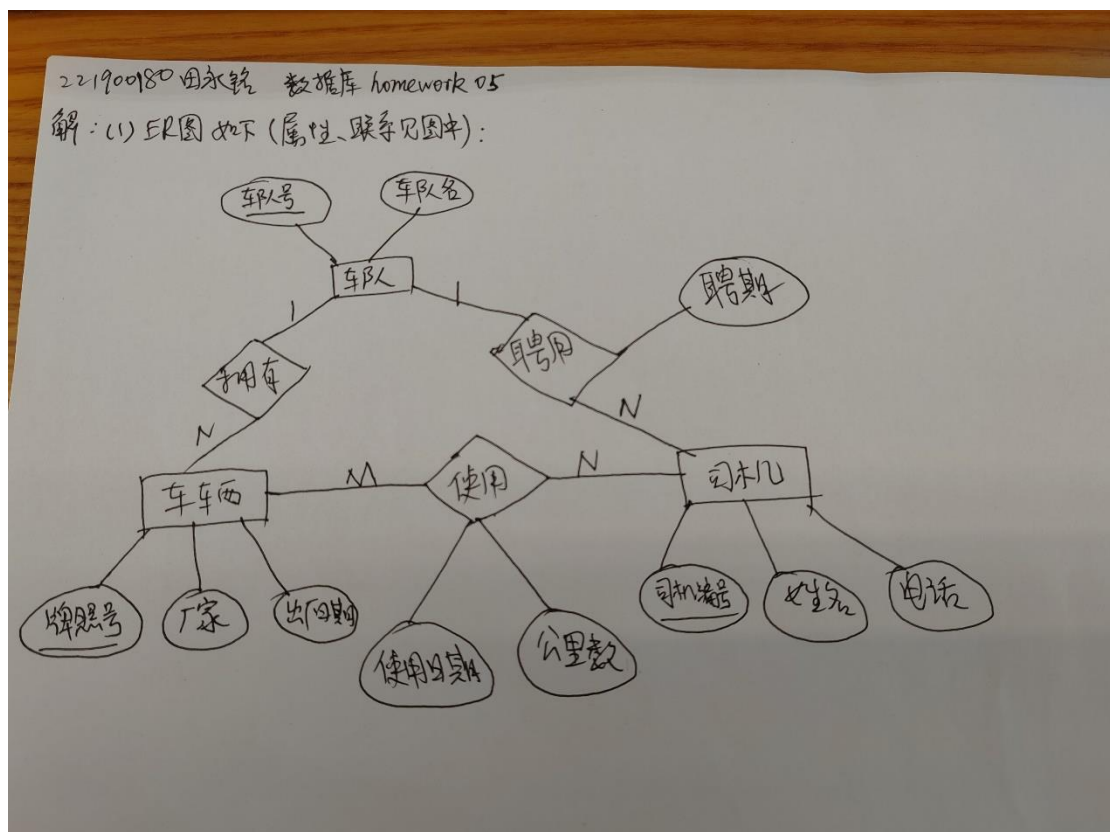 221900180 田永铭 数据库 homework 05
解：(1) ER图如下(属性、联系见图中)：
车队号 车队名
车队
聘期
1 1
拥有 聘用
N N
车辆 M 使用 N 司机
牌照号 厂家 出厂日期 使用日期 公里数 司机编号 姓名 电话